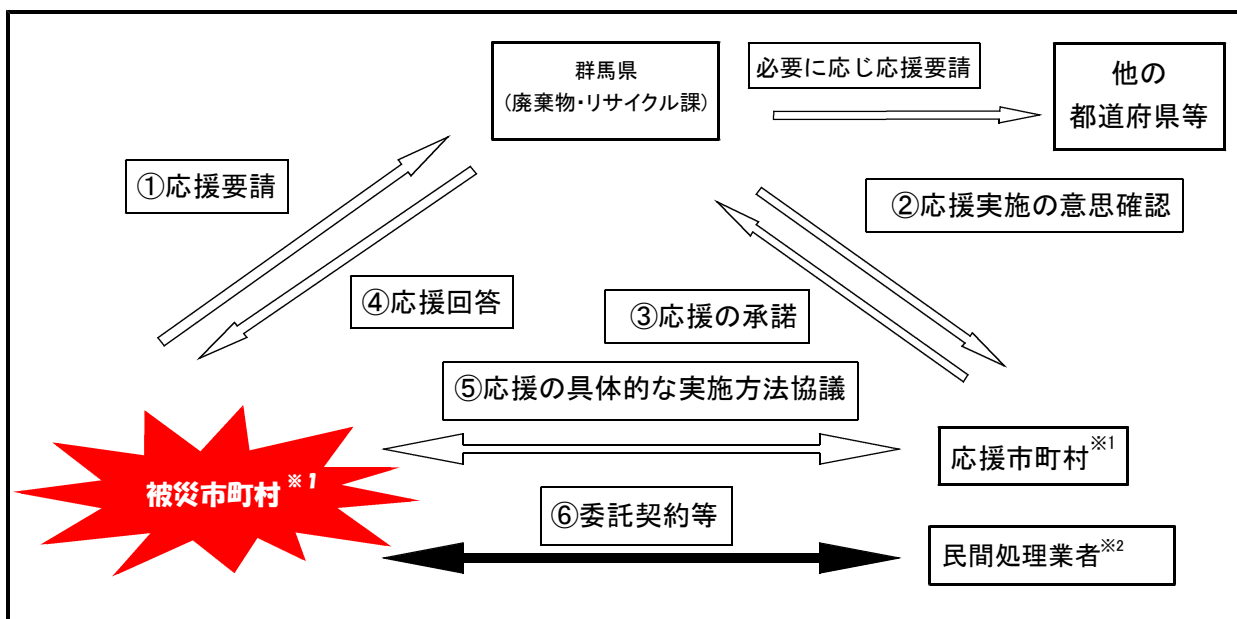 群馬県
(廃棄物・リサイクル課)
必要に応じ応援要請
他の
都道府県等
①応援要請
②応援実施の意思確認
④応援回答
③応援の承諾
⑤応援の具体的な実施方法協議
被災市町村※1
応援市町村※1
⑥委託契約等
民間処理業者※2